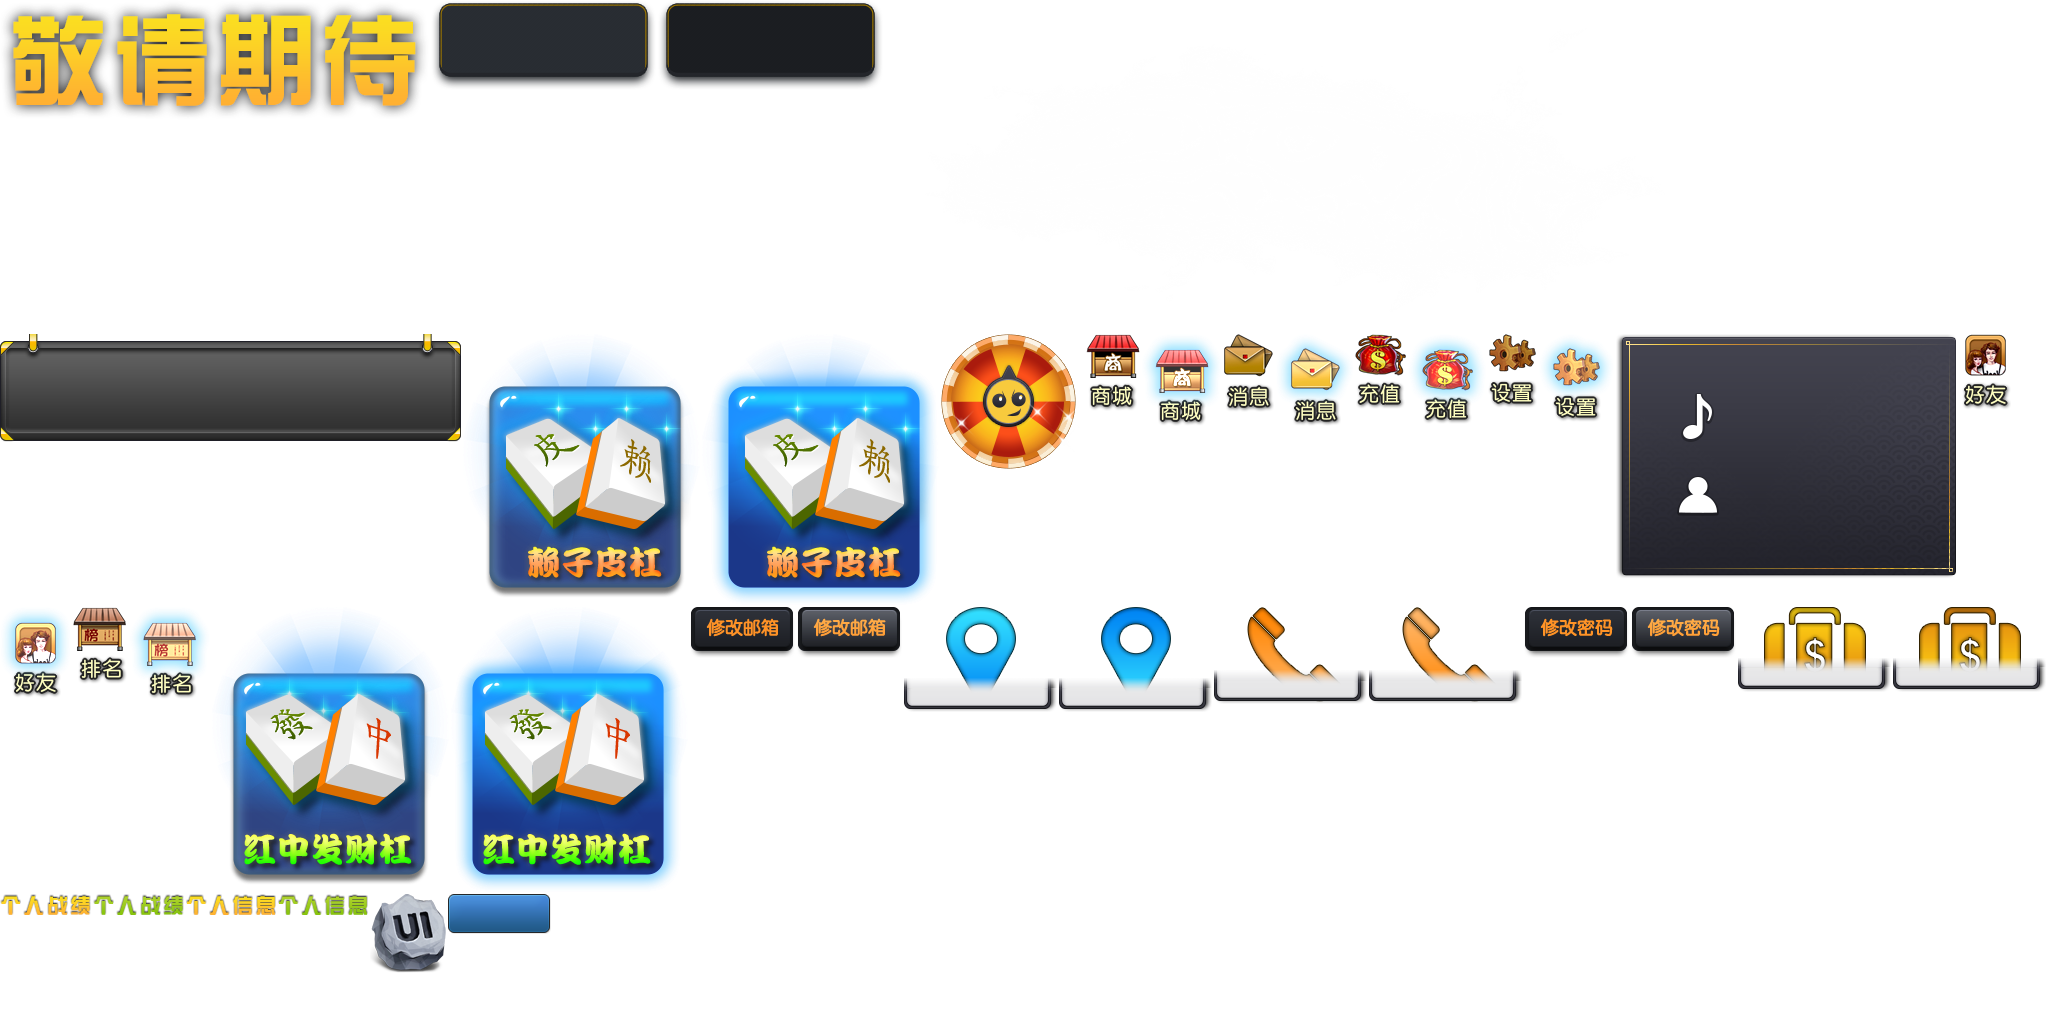 敬请期待
商城
商
商城
商
消息
消息
充值
$
充值
$
设置
设置
好友
皮
赖
赖子皮杠
皮
赖
赖子皮杠
好友
榜
排名
榜
排名
修改邮箱
修改邮箱
修改密码
修改密码
$
$
發
中
红中发财杠
發
中
红中发财杠
个人战绩个人战绩个人信息个人信息
UI